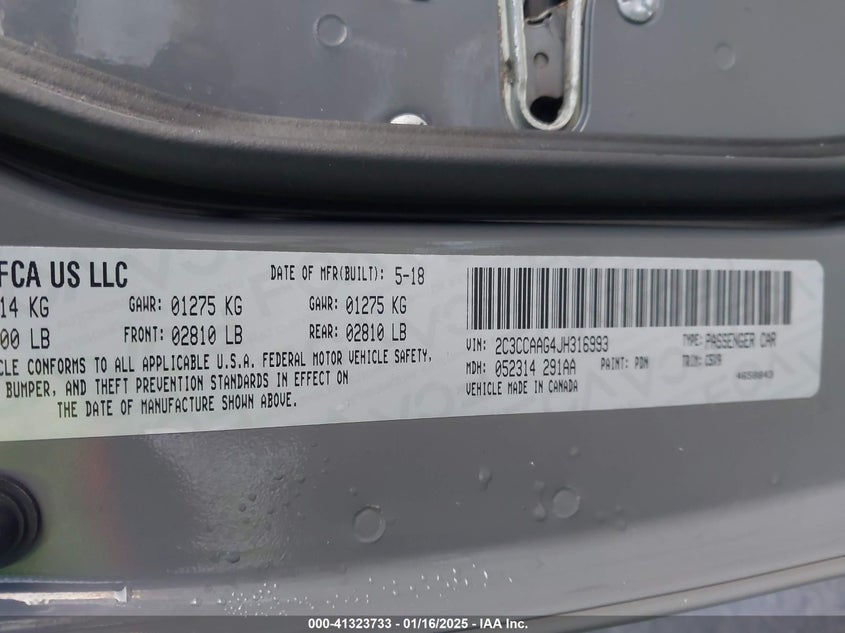 FCA US LLC
DATE OF MFR(BUILT): 5-18
14 KG GAWR: 01275 KG GAWR: 01275 KG
00 LB FRONT: 02810 LB REAR: 02810 LB
CLE CONFORMS TO ALL APPLICABLE U.S.A. FEDERAL MOTOR VEHICLE SAFETY,
BUMPER, AND THEFT PREVENTION STANDARDS IN EFFECT ON
THE DATE OF MANUFACTURE SHOWN ABOVE.
VIN: 2C3CCAAG4JH316993 TYPE: PASSENGER CAR
MDH: 052314 291AA PAINT: PDN TRIM: C5X9
VEHICLE MADE IN CANADA 4658843
000-41323733 - 01/16/2025 - IAA Inc.